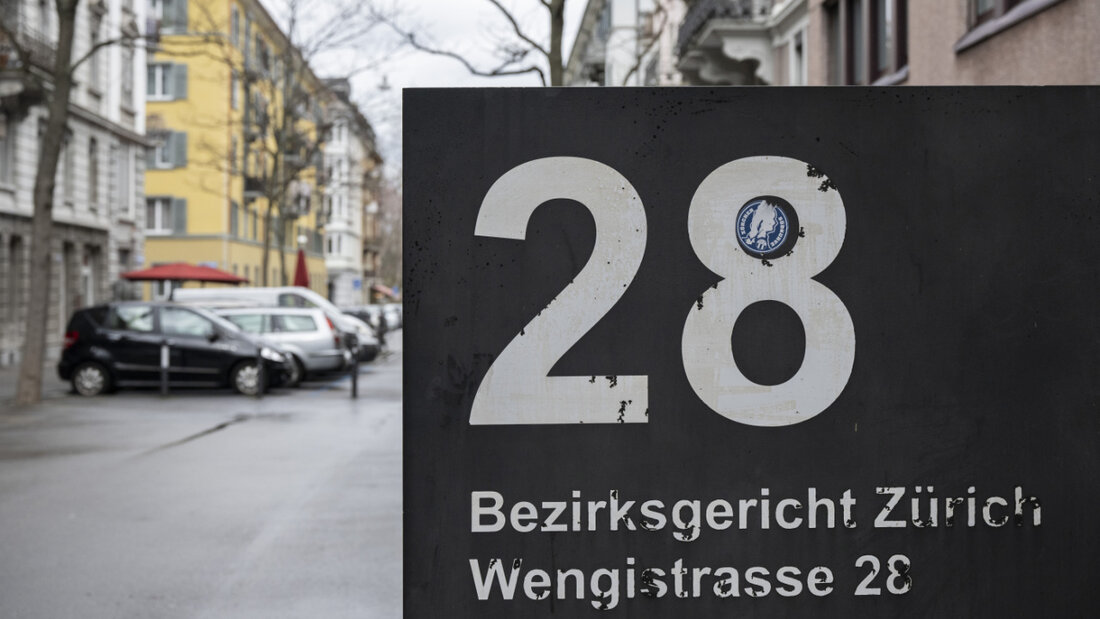 28
Bezirksgericht Zürich
Wengistrasse 28